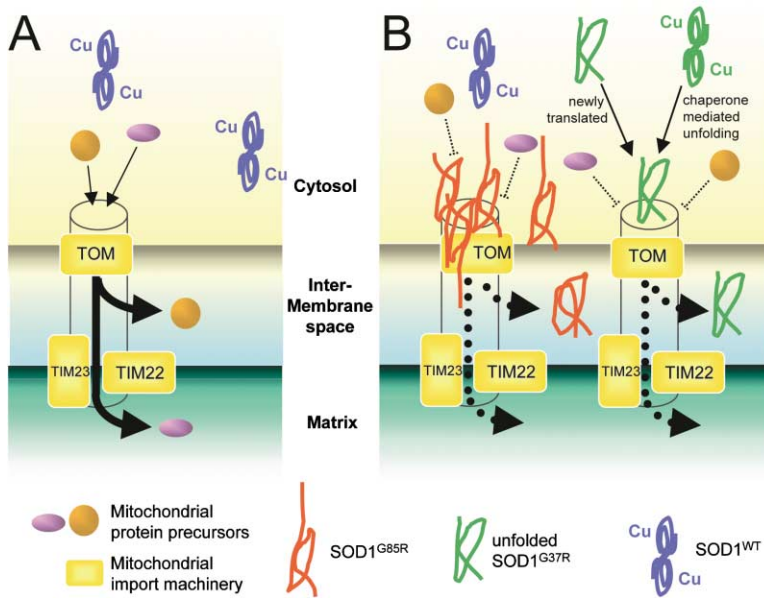 A
Cu
Cu
Cu
Cu
TOM
TIM23
TIM22
Cytosol
Inter-
Membrane
space
Matrix
B
Cu
Cu
newly
translated
Cu
Cu
chaperone
mediated
unfolding
TOM
TIM23
TIM22
TOM
TIM23
TIM22
Mitochondrial
protein precursors
Mitochondrial
import machinery
SOD1G85R
unfolded
SOD1G37R
Cu
Cu
SOD1WT